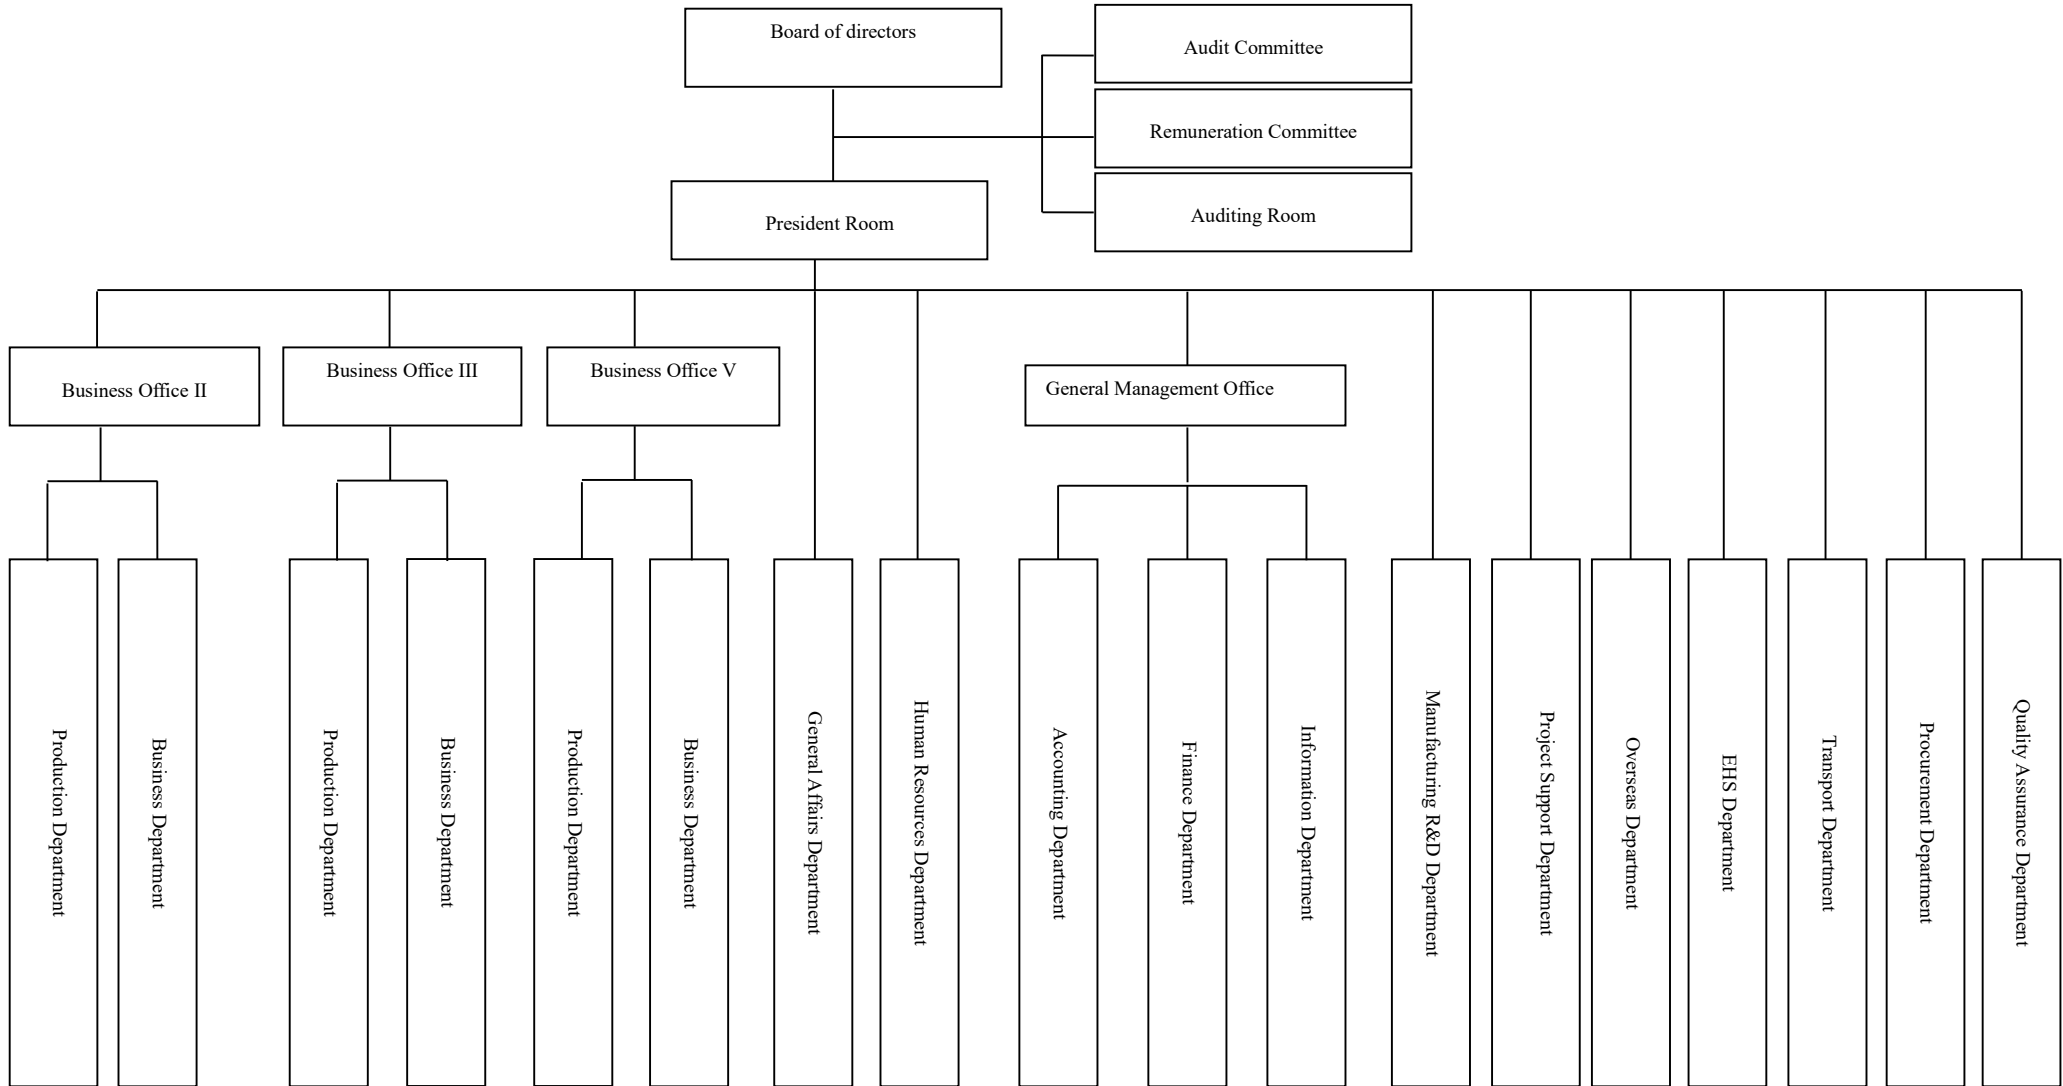 Board of directors
Audit Committee
Remuneration Committee
Auditing Room
President Room
Business Office II
Business Office III
Business Office V
General Management Office
Production Department
Business Department
Production Department
Business Department
Production Department
Business Department
General Affairs Department
Human Resources Department
Accounting Department
Finance Department
Information Department
Manufacturing R&D Department
Project Support Department
Overseas Department
EHS Department
Transport Department
Procurement Department
Quality Assurance Department